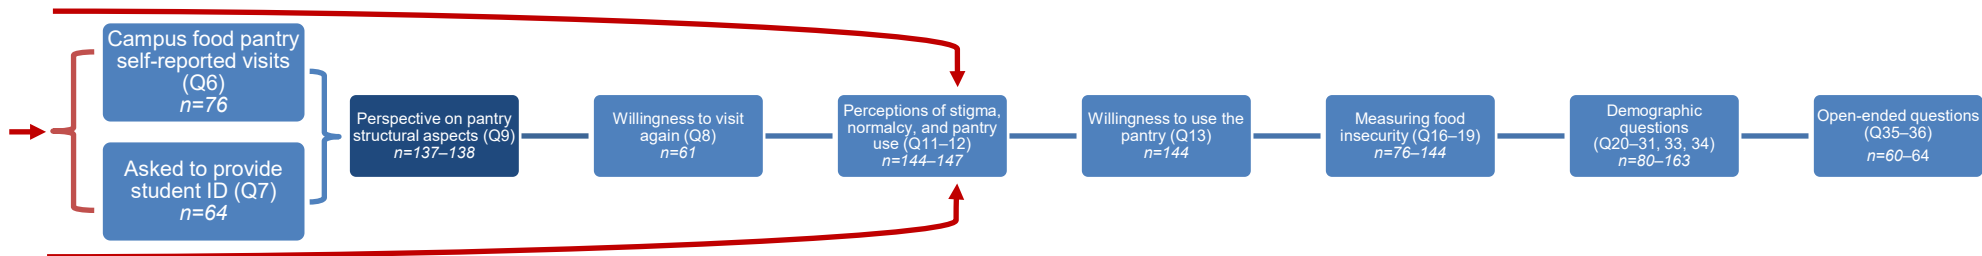 Campus food pantry
self-reported visits
(Q6)
n=76
Asked to provide
student ID (Q7)
n=64
Perspective on pantry
structural aspects (Q9)
n=137–138
Willingness to visit
again (Q8)
n=61
Perceptions of stigma,
normalcy, and pantry
use (Q11–12)
n=144–147
Willingness to use the
pantry (Q13)
n=144
Measuring food
insecurity (Q16–19)
n=76–144
Demographic
questions
(Q20–31, 33, 34)
n=80–163
Open-ended questions
(Q35–36)
n=60–64